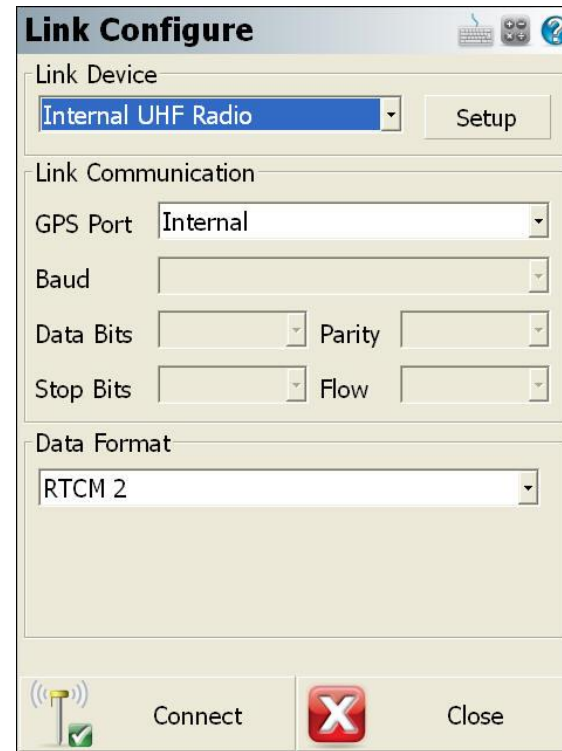 Link Configure
Link Device
Internal UHF Radio
Setup
Link Communication
GPS Port Internal
Baud
Data Bits Parity
Stop Bits Flow
Data Format
RTCM 2
Connect Close